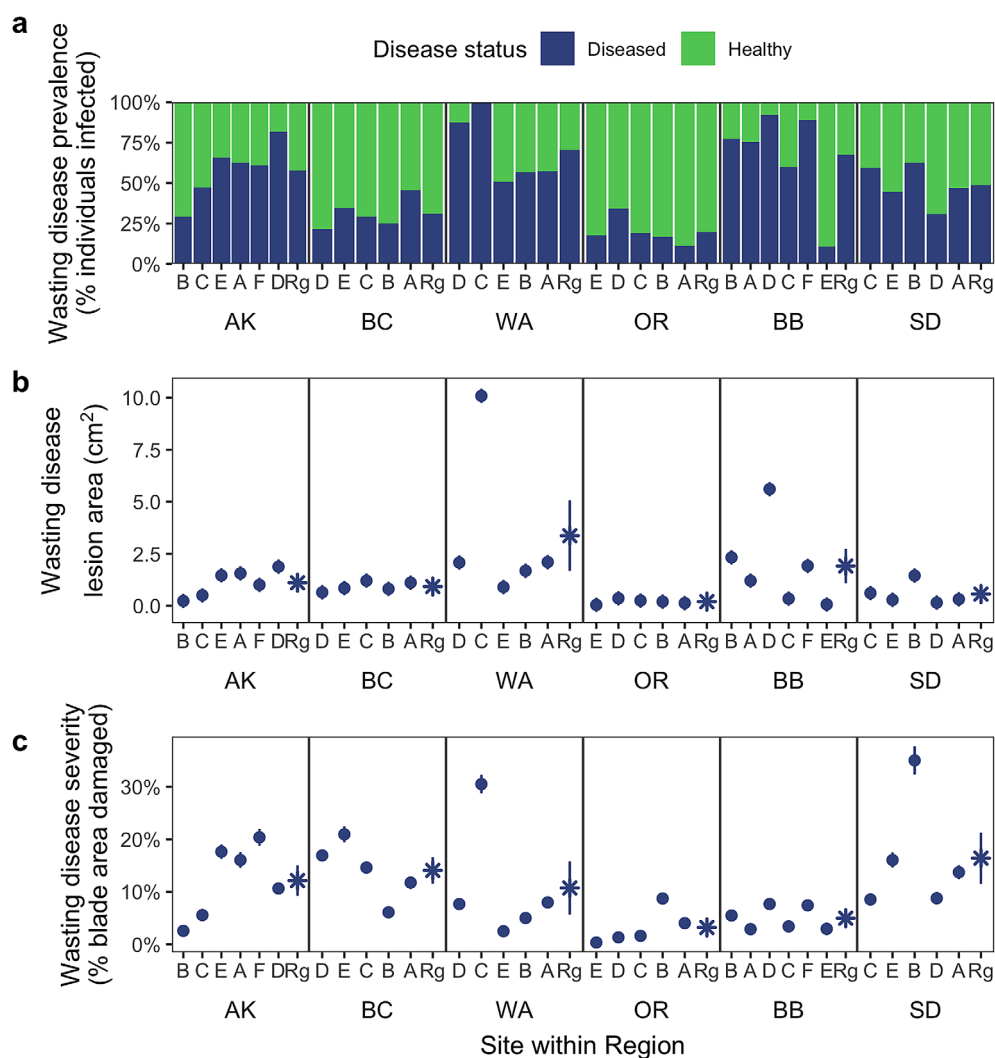 a
Disease status Diseased Healthy
Wasting disease prevalence
(% individuals infected)
100%
75%
50%
25%
0%
B C E A F D Rg D E C B A Rg D C E B A Rg E D C B A Rg B A D C F E Rg C E B D A Rg
AK BC WA OR BB SD
b
Wasting disease
lesion area (cm²)
10.0
7.5
5.0
2.5
0.0
B C E A F D Rg D E C B A Rg D C E B A Rg E D C B A Rg B A D C F E Rg C E B D A Rg
AK BC WA OR BB SD
c
Wasting disease severity
(% blade area damaged)
30%
20%
10%
0%
B C E A F D Rg D E C B A Rg D C E B A Rg E D C B A Rg B A D C F E Rg C E B D A Rg
AK BC WA OR BB SD
Site within Region